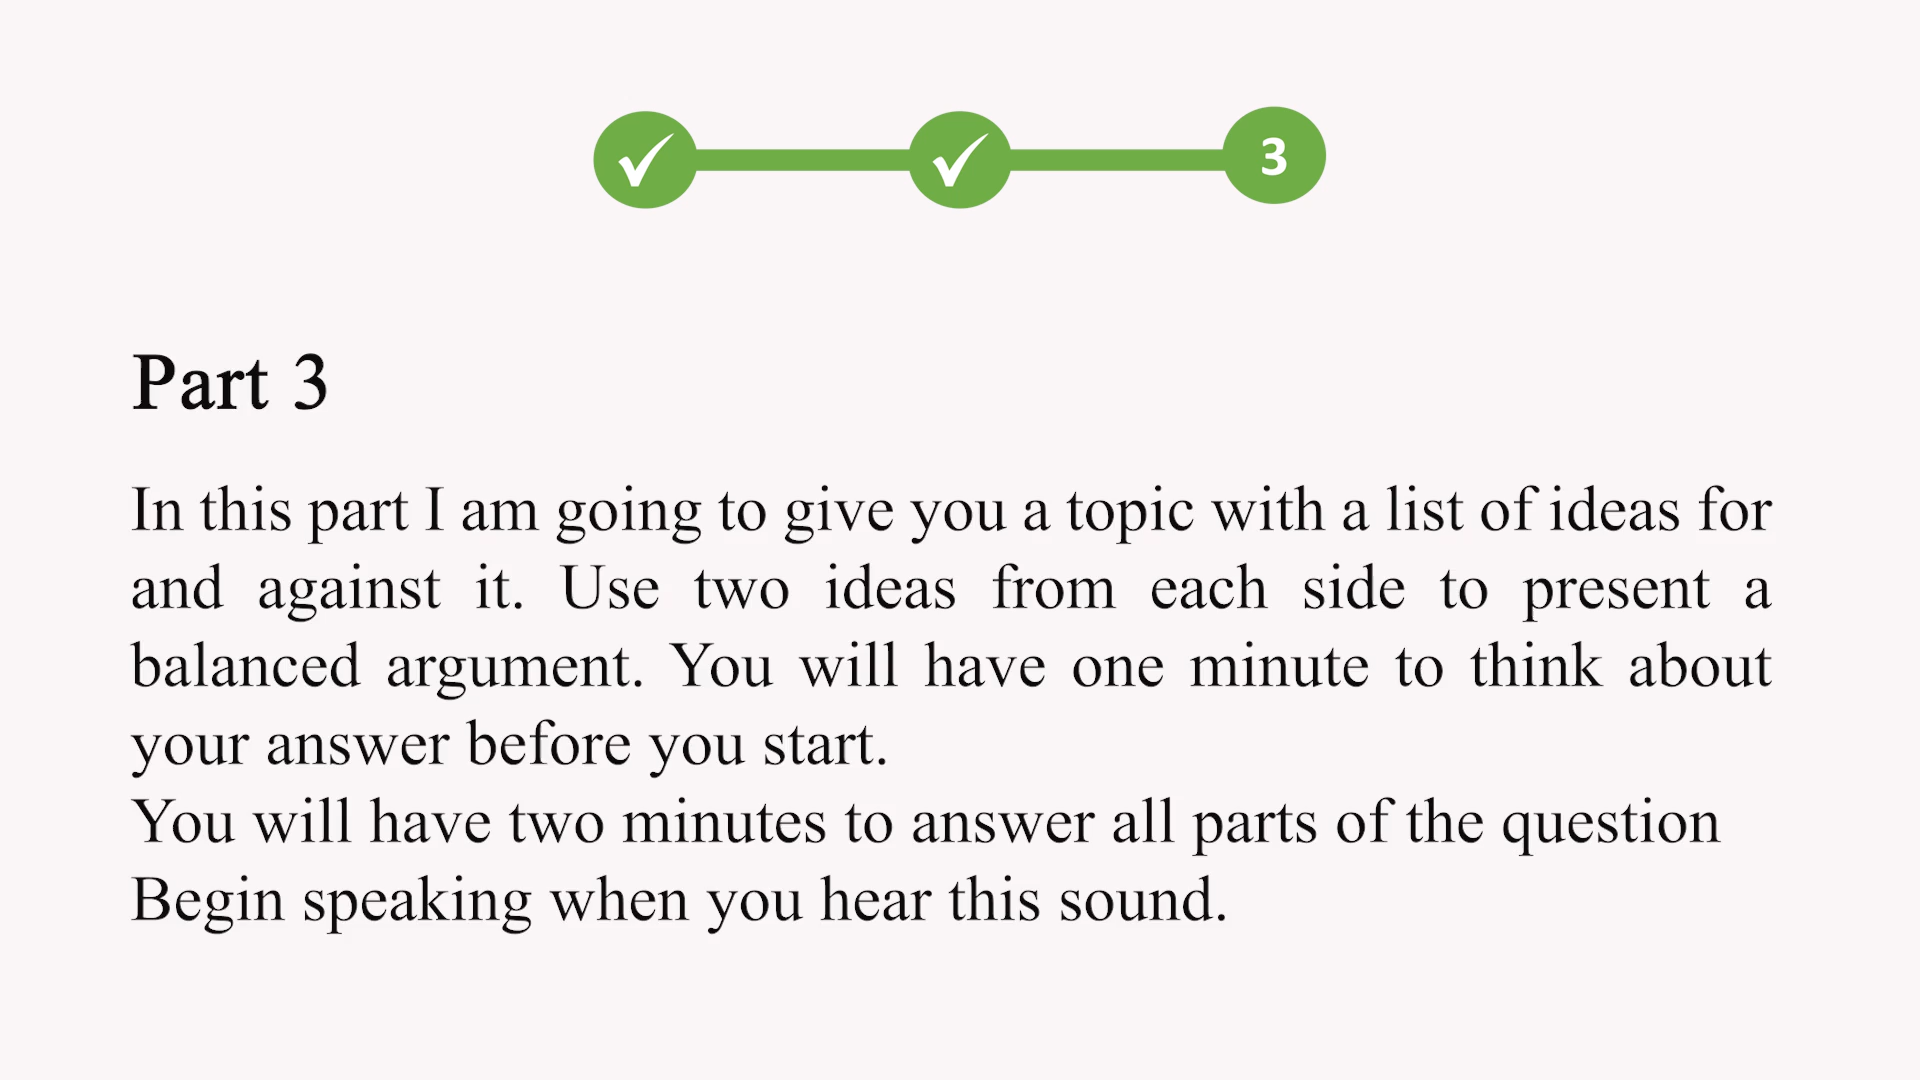 3
Part 3
In this part I am going to give you a topic with a list of ideas for
and against it. Use two ideas from each side to present a
balanced argument. You will have one minute to think about
your answer before you start.
You will have two minutes to answer all parts of the question
Begin speaking when you hear this sound.